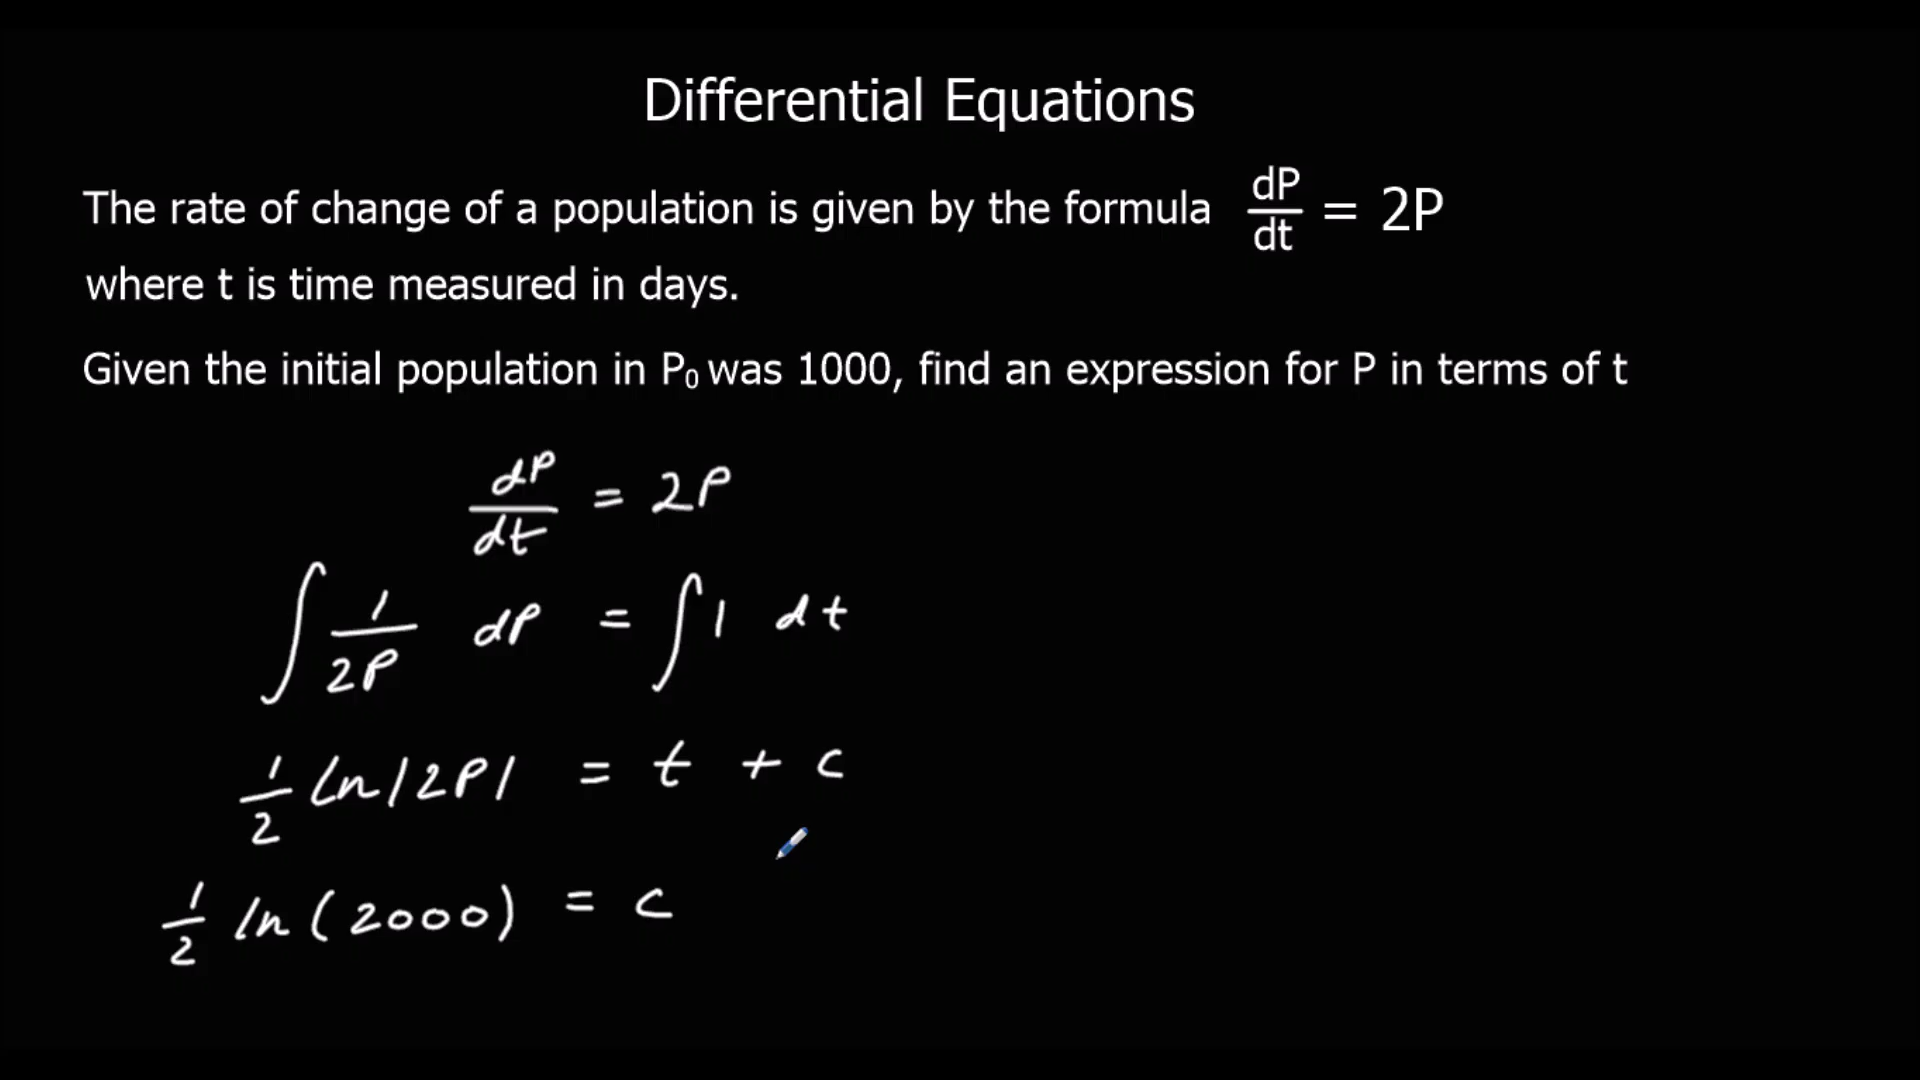 Differential Equations
The rate of change of a population is given by the formula dP/dt = 2P
where t is time measured in days.
Given the initial population in P₀ was 1000, find an expression for P in terms of t
dP/dt = 2P
∫ 1/2P dP = ∫ 1 dt
1/2 ln|2P| = t + c
1/2 ln(2000) = c